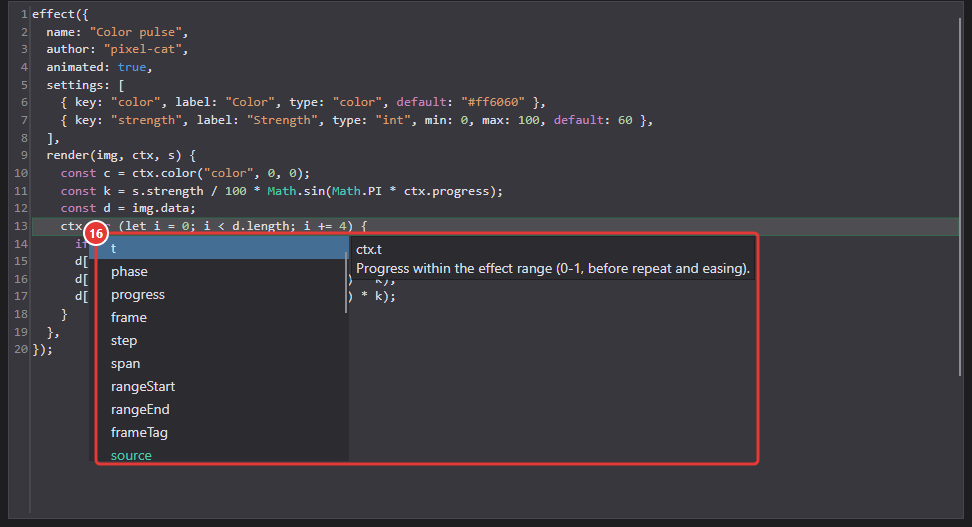 1 effect({
2 name: "Color pulse",
3 author: "pixel-cat",
4 animated: true,
5 settings: [
6 { key: "color", label: "Color", type: "color", default: "#ff6060" },
7 { key: "strength", label: "Strength", type: "int", min: 0, max: 100, default: 60 },
8 ],
9 render(img, ctx, s) {
10 const c = ctx.color("color", 0, 0);
11 const k = s.strength / 100 * Math.sin(Math.PI * ctx.progress);
12 const d = img.data;
13 ctx (let i = 0; i < d.length; i += 4) {
16
14 if
t
ctx.t
15 d[
Progress within the effect range (0-1, before repeat and easing).
phase
16 d[ k);
progress
17 d[ ) * k);
18 }
frame
19 },
step
20 });
span
rangeStart
rangeEnd
frameTag
source